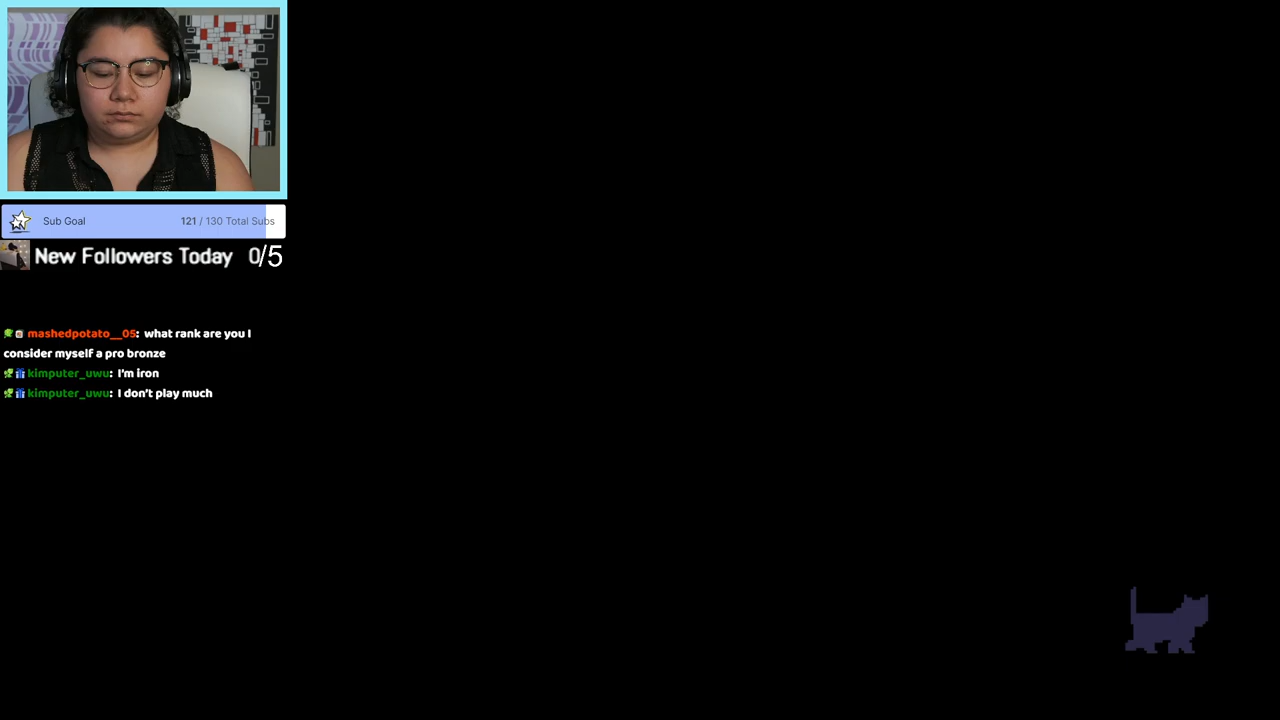 Sub Goal 121 / 130 Total Subs
New Followers Today 0/5
mashedpotato__05: what rank are you I
consider myself a pro bronze
kimputer_uwu: I'm iron
kimputer_uwu: I don't play much